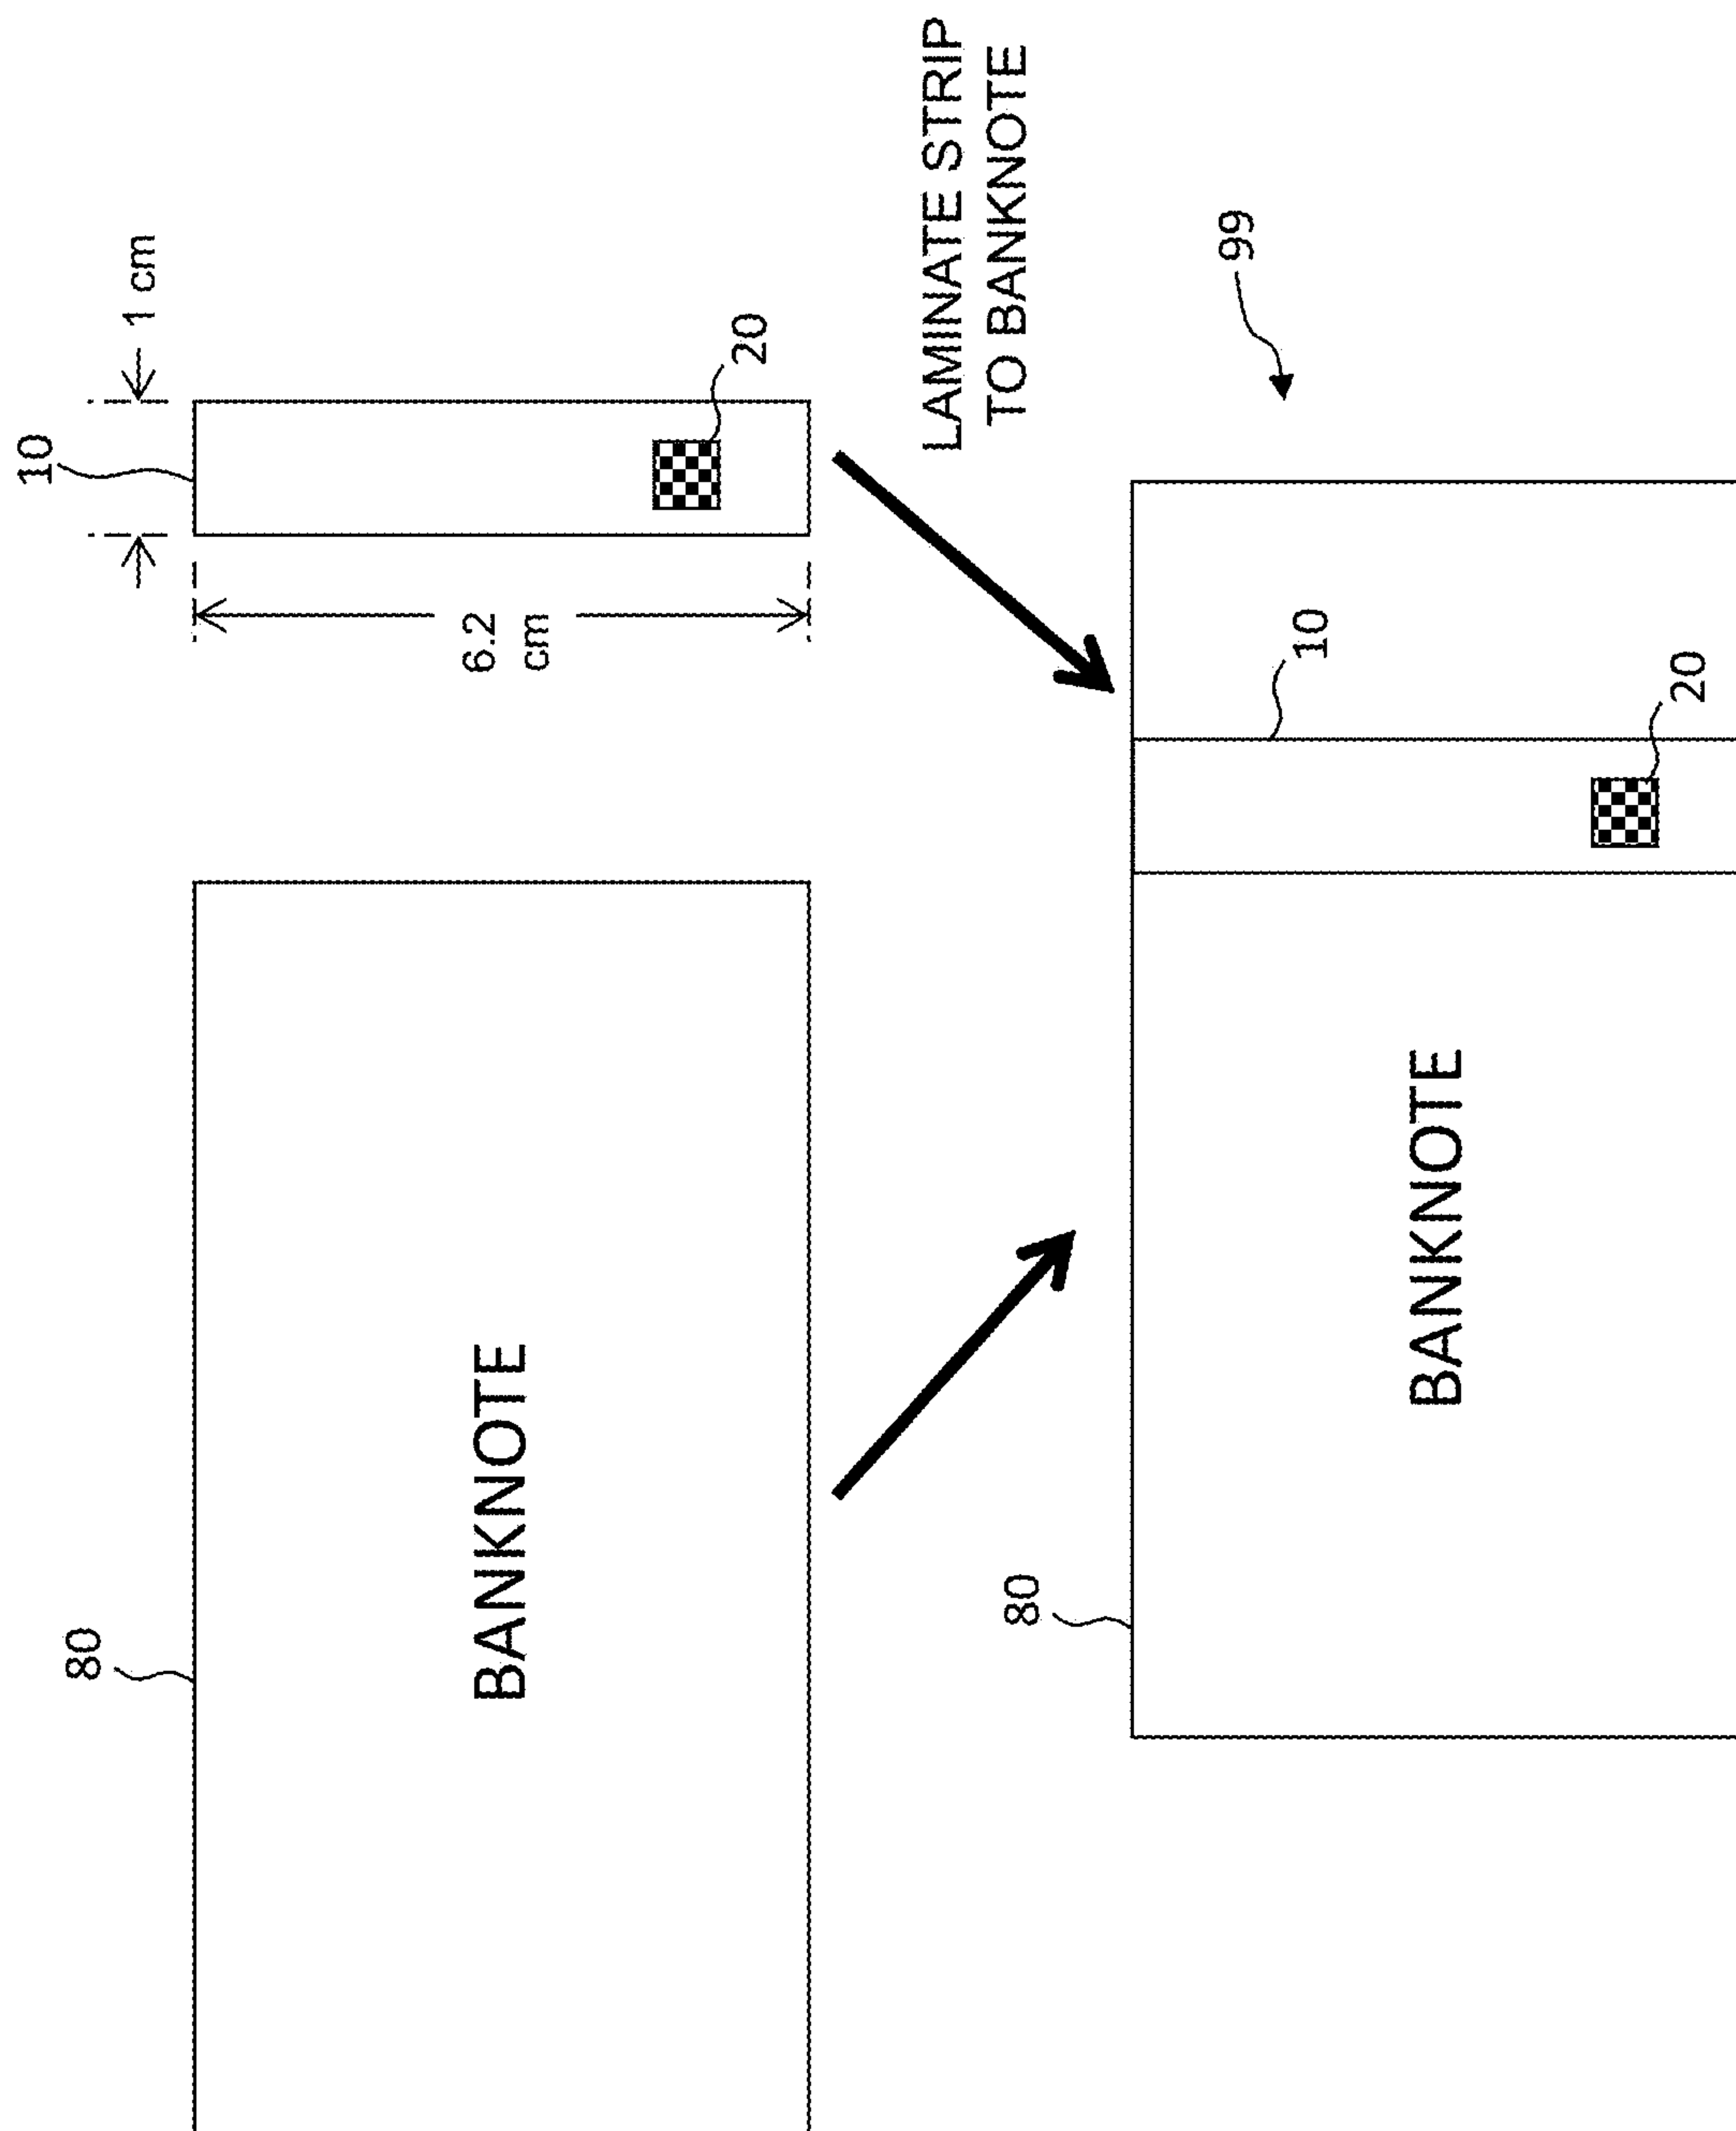 10
80
1 cm
BANKNOTE
6.2
cm
20
LAMINATE STRIP
TO BANKNOTE
80
99
10
BANKNOTE
20